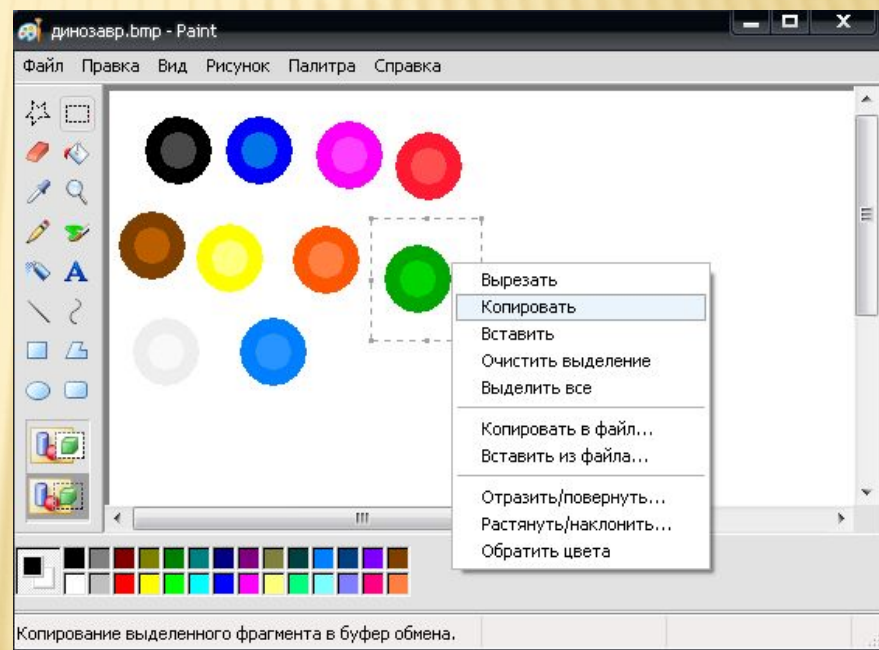 динозавр.bmp - Paint
Файл Правка Вид Рисунок Палитра Справка
A
Вырезать
Копировать
Вставить
Очистить выделение
Выделить все
Копировать в файл...
Вставить из файла...
Отразить/повернуть...
Растянуть/наклонить...
Обратить цвета
Копирование выделенного фрагмента в буфер обмена.